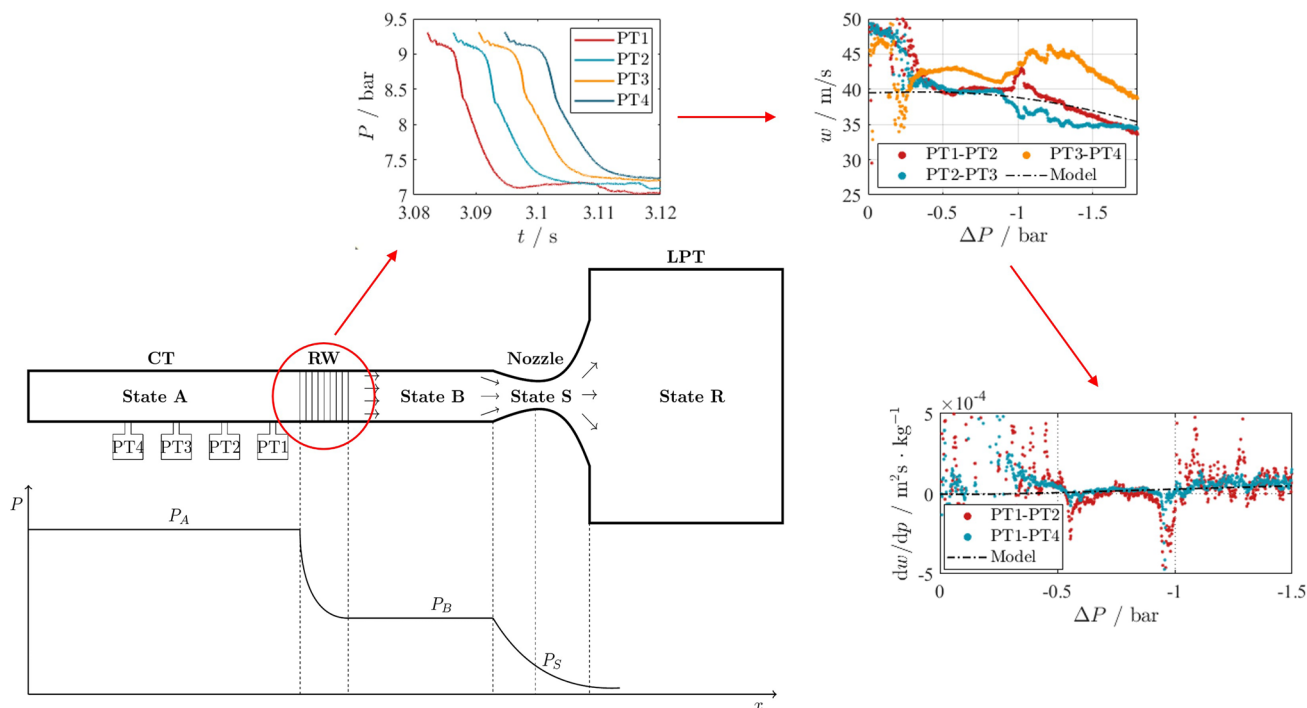 9.5
9
8.5
8
7.5
7
P / bar
3.08
3.09
3.1
3.11
3.12
t / s
PT1
PT2
PT3
PT4
50
45
40
35
30
25
w / m/s
PT1-PT2
PT3-PT4
PT2-PT3
Model
0
-0.5
-1
-1.5
ΔP / bar
LPT
CT
RW
Nozzle
State A
State B
State S
State R
PT4
PT3
PT2
PT1
P
P_A
P_B
P_S
x
×10⁻⁴
5
0
-5
dw/dp / m²s · kg⁻¹
PT1-PT2
PT1-PT4
Model
0
-0.5
-1
-1.5
ΔP / bar